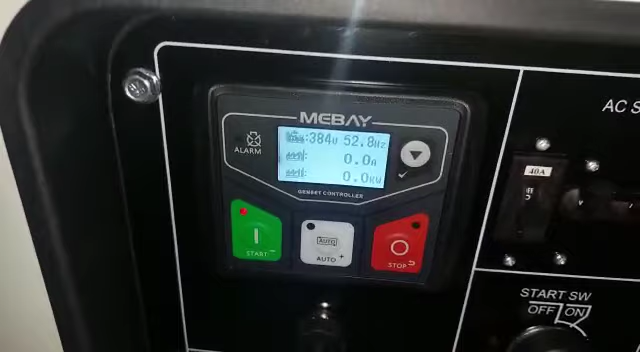 MEBAY
ALARM
:384V 52.8Hz
: 0.0A
: 0.0KW
GENSET CONTROLLER
START -
AUTO
AUTO +
STOP
AC S
40A
OFF
START SW
OFF ON